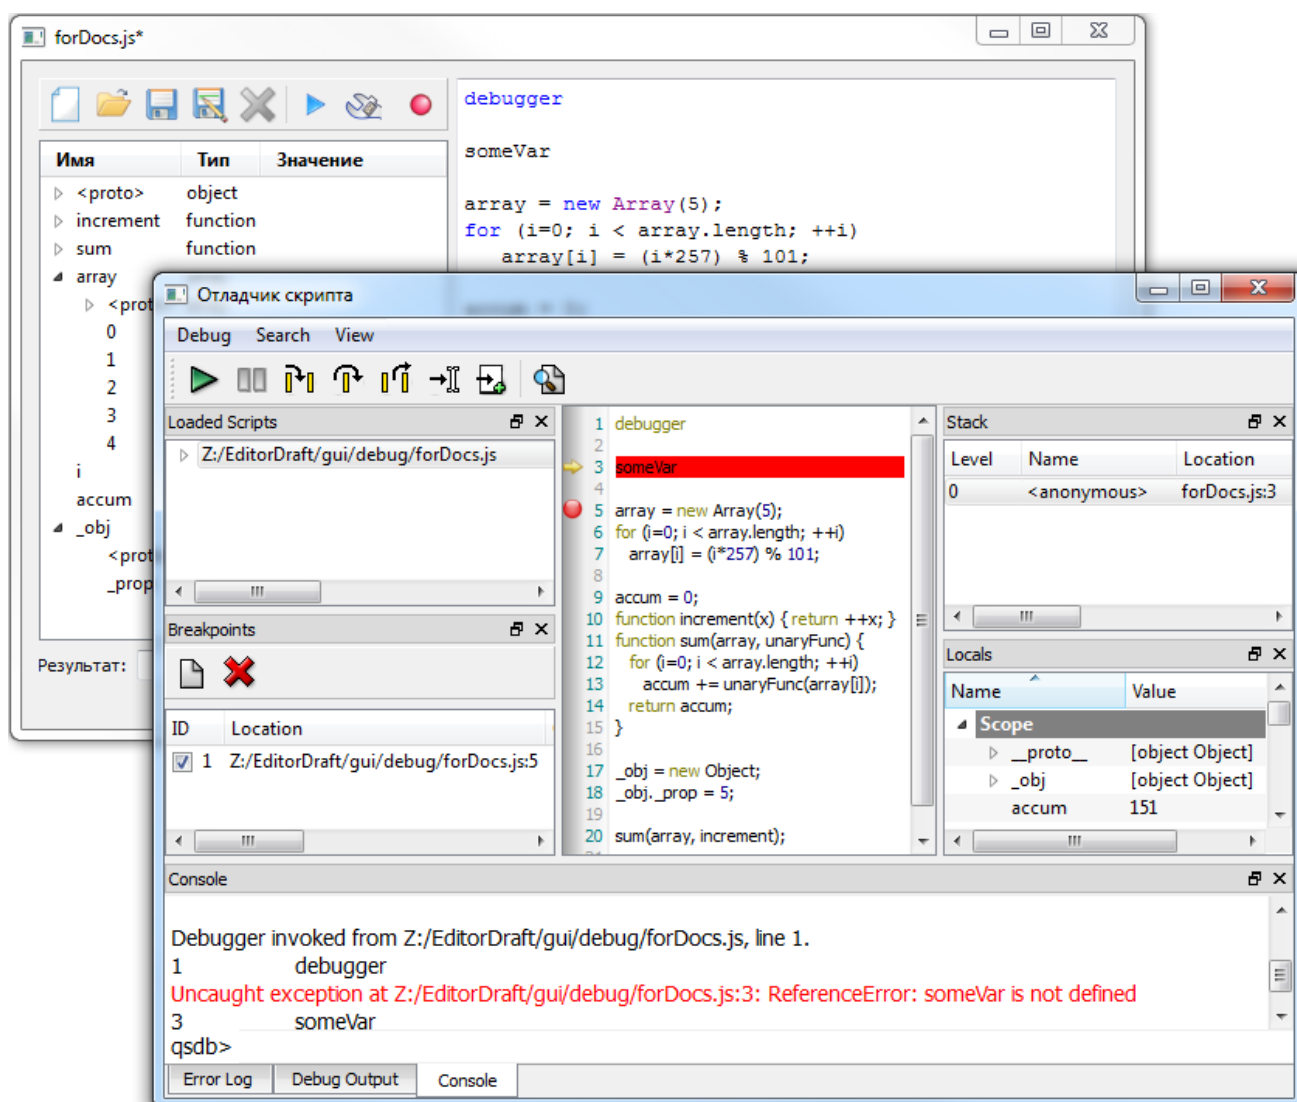 forDocs.js*
Имя Тип Значение
<proto> object
increment function
sum function
array
<prot
0
1
2
3
4
i
accum
_obj
<prot
_prop
Результат:
debugger
someVar
array = new Array(5);
for (i=0; i < array.length; ++i)
array[i] = (i*257) % 101;
Отладчик скрипта
Debug Search View
Loaded Scripts
Z:/EditorDraft/gui/debug/forDocs.js
Breakpoints
ID Location
1 Z:/EditorDraft/gui/debug/forDocs.js:5
1 debugger
2
3 someVar
4
5 array = new Array(5);
6 for (i=0; i < array.length; ++i)
7 array[i] = (i*257) % 101;
8
9 accum = 0;
10 function increment(x) { return ++x; }
11 function sum(array, unaryFunc) {
12 for (i=0; i < array.length; ++i)
13 accum += unaryFunc(array[i]);
14 return accum;
15 }
16
17 _obj = new Object;
18 _obj._prop = 5;
19
20 sum(array, increment);
Stack
Level Name Location
0 <anonymous> forDocs.js:3
Locals
Name Value
Scope
__proto__ [object Object]
_obj [object Object]
accum 151
Console
Debugger invoked from Z:/EditorDraft/gui/debug/forDocs.js, line 1.
1 debugger
Uncaught exception at Z:/EditorDraft/gui/debug/forDocs.js:3: ReferenceError: someVar is not defined
3 someVar
qsdb>
Error Log Debug Output Console